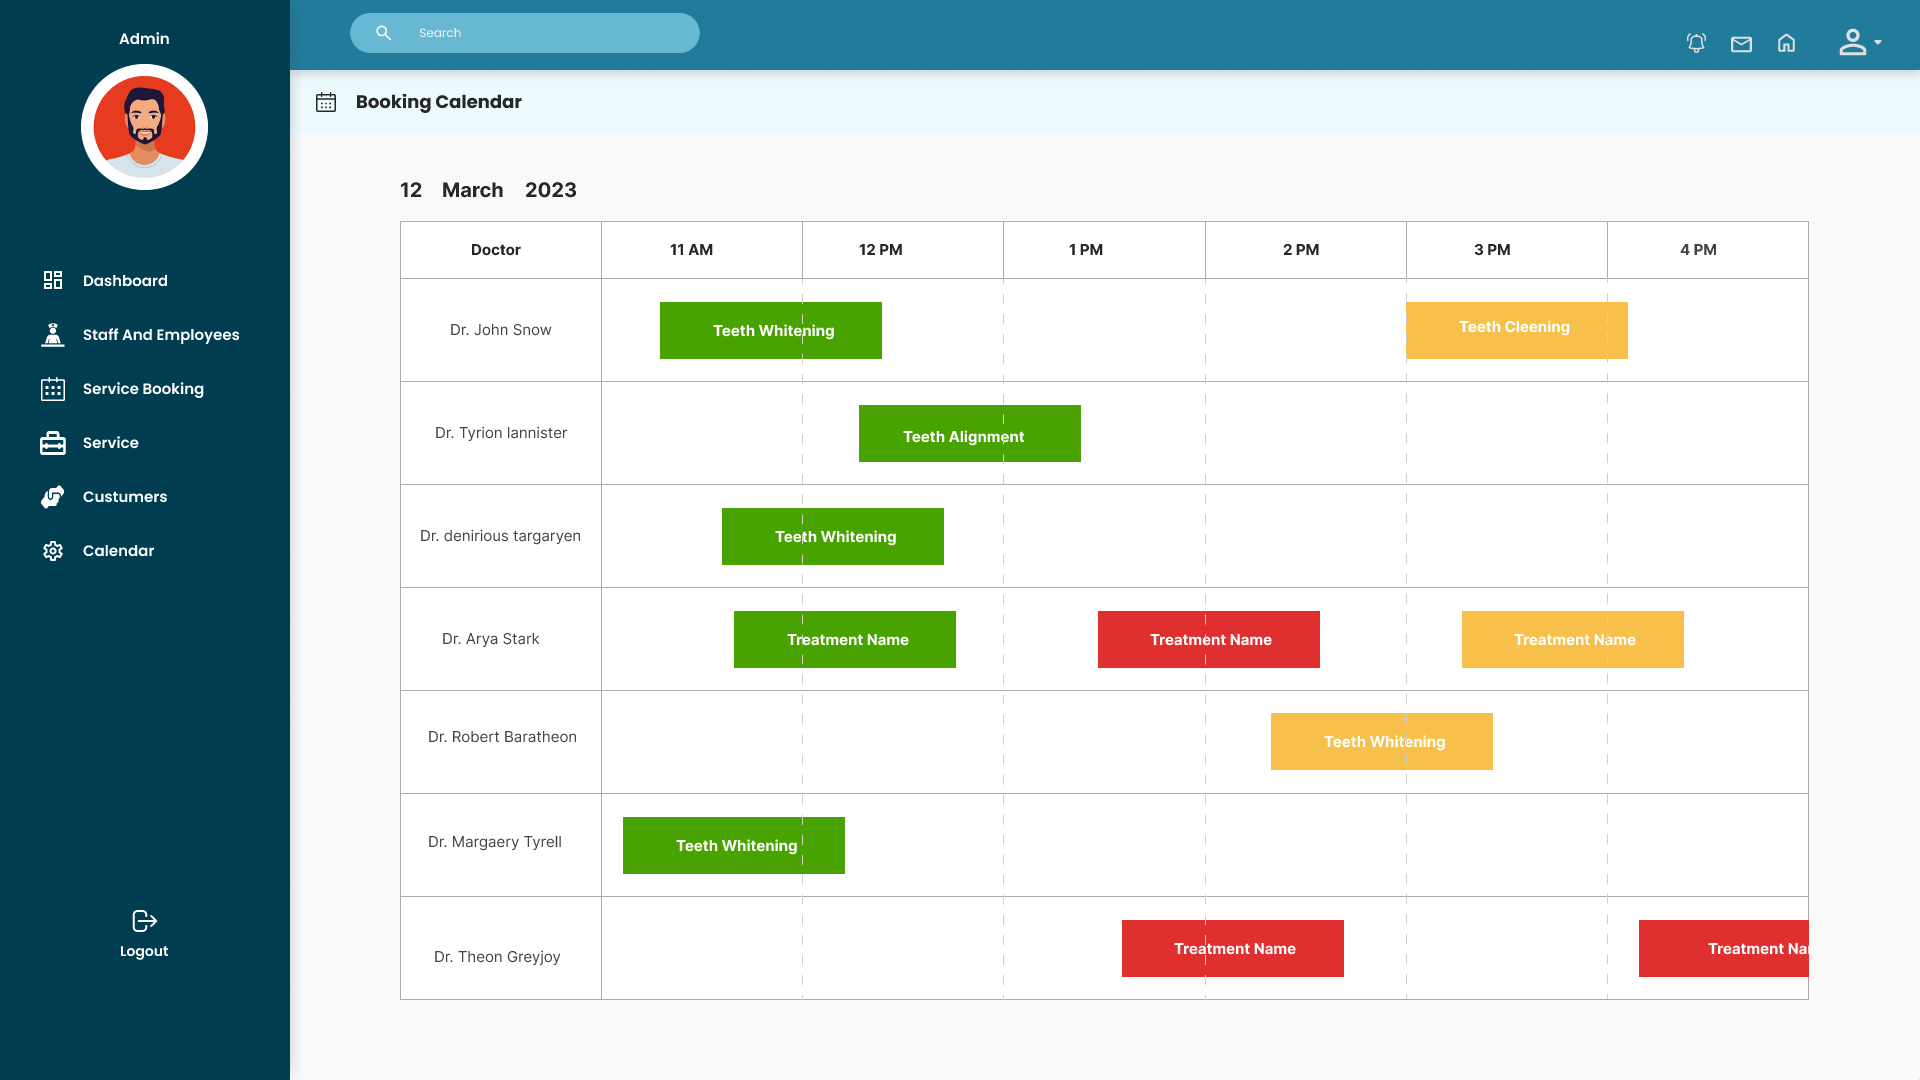 Admin
Search
Booking Calendar
12 March 2023
Doctor 11 AM 12 PM 1 PM 2 PM 3 PM 4 PM
Dr. John Snow Teeth Whitening Teeth Cleening
Dr. Tyrion lannister Teeth Alignment
Dr. denirious targaryen Teeth Whitening
Dr. Arya Stark Treatment Name Treatment Name Treatment Name
Dr. Robert Baratheon Teeth Whitening
Dr. Margaery Tyrell Teeth Whitening
Dr. Theon Greyjoy Treatment Name Treatment Na
Dashboard
Staff And Employees
Service Booking
Service
Custumers
Calendar
Logout